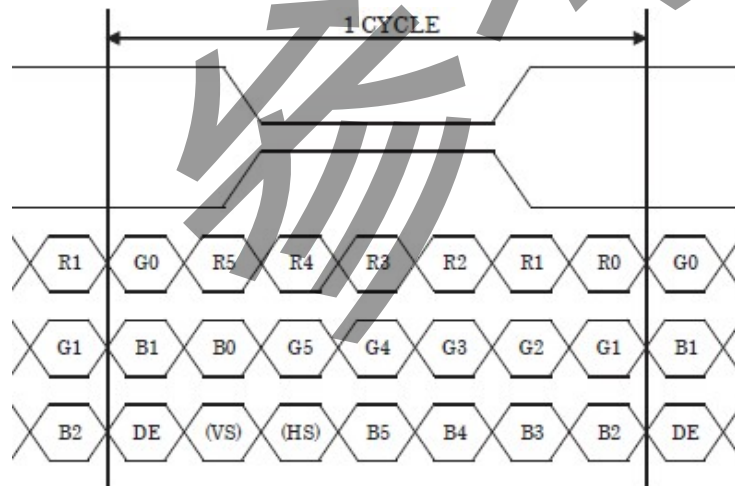 1 CYCLE
R1 G0 R5 R4 R3 R2 R1 R0 G0
G1 B1 B0 G5 G4 G3 G2 G1 B1
B2 DE (VS) (HS) B5 B4 B3 B2 DE